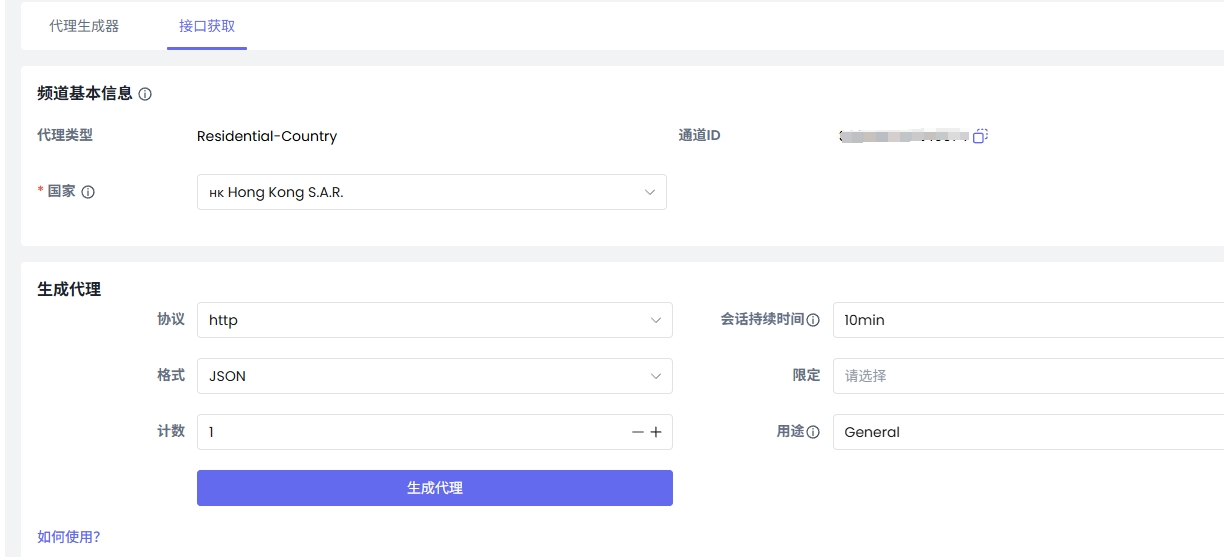 代理生成器 接口获取
频道基本信息
代理类型 Residential-Country 通道ID
* 国家 HK Hong Kong S.A.R.
生成代理
协议 http 会话持续时间 10min
格式 JSON 限定 请选择
计数 1 用途 General
生成代理
如何使用?